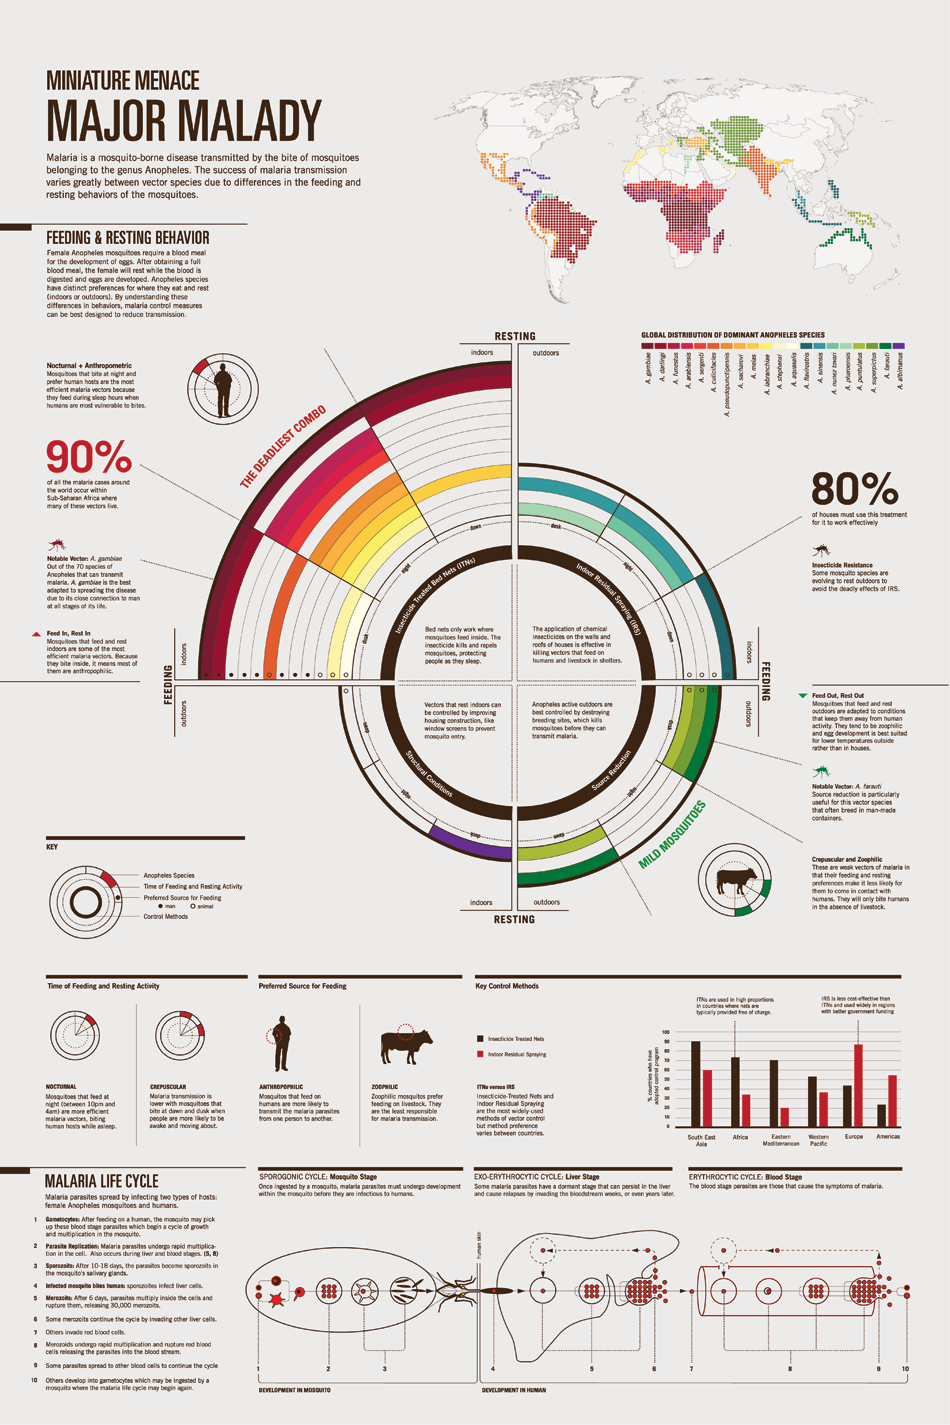 MINIATURE MENACE
MAJOR MALADY
Malaria is a mosquito-borne disease transmitted by the bite of mosquitoes
belonging to the genus Anopheles. The success of malaria transmission
varies greatly between vector species due to differences in the feeding and
resting behaviors of the mosquitoes.
FEEDING & RESTING BEHAVIOR
Female Anopheles mosquitoes require a blood meal
for the development of eggs. After obtaining a full
blood meal, the female will rest while the blood is
digested and eggs are developed. Anopheles species
have distinct preferences for where they eat and rest
(indoors or outdoors). By understanding these
differences in behaviors, malaria control measures
can be best designed to reduce transmission.
GLOBAL DISTRIBUTION OF DOMINANT ANOPHELES SPECIES
A. gambiae
A. darlingi
A. funestus
A. arabiensis
A. sergenti
A. culicifacies
A. pseudopunctipennis
A. sacharovi
A. melas
A. labranchiae
A. stephensi
A. aquasalis
A. flavirostris
A. sinensis
A. nunez tovari
A. pharoensis
A. puntulatus
A. superpictus
A. farauti
A. albimanus
Nocturnal + Anthropometric
Mosquitoes that bite at night and
prefer human hosts are the most
efficient malaria vectors because
they feed during sleep hours when
humans are most vulnerable to bites.
90%
of all the malaria cases around
the world occur within
Sub-Saharan Africa where
many of these vectors live.
Notable Vector: A. gambiae
Out of the 70 species of
Anopheles that can transmit
malaria, A. gambiae is the best
adapted to spreading the disease
due to its close connection to man
at all stages of its life.
Feed In, Rest In
Mosquitoes that feed and rest
indoors are some of the most
efficient malaria vectors. Because
they bite inside, it means most of
them are anthropophilic.
RESTING
indoors
outdoors
THE DEADLIEST COMBO
dawn
night
dusk
dusk
night
dawn
Insecticide Treated Bed Nets (ITNs)
Indoor Residual Spraying (IRS)
Bed nets only work where
mosquitoes feed inside. The
insecticide kills and repels
mosquitoes, protecting
people as they sleep.
The application of chemical
insecticides on the walls and
roofs of houses is effective in
killing vectors that feed on
humans and livestock in shelters.
80%
of houses must use this treatment
for it to work effectively
Insecticide Resistance
Some mosquito species are
evolving to rest outdoors to
avoid the deadly effects of IRS.
FEEDING
indoors
outdoors
FEEDING
indoors
outdoors
Vectors that rest indoors can
be controlled by improving
housing construction, like
window screens to prevent
mosquito entry.
Anopheles active outdoors are
best controlled by destroying
breeding sites, which kills
mosquitoes before they can
transmit malaria.
Structural Conditions
Source Reduction
night
dusk
dawn
night
MILD MOSQUITOES
indoors
outdoors
RESTING
Feed Out, Rest Out
Mosquitoes that feed and rest
outdoors are adapted to conditions
that keep them away from human
activity. They tend to be zoophilic
and egg development is best suited
for lower temperatures outside
rather than in houses.
Notable Vector: A. farauti
Source reduction is particularly
useful for this vector species
that often breed in man-made
containers.
Crepuscular and Zoophilic
These are weak vectors of malaria in
that their feeding and resting
preferences make it less likely for
them to come in contact with
humans. They will only bite humans
in the absence of livestock.
KEY
Anopheles Species
Time of Feeding and Resting Activity
Preferred Source for Feeding
man
animal
Control Methods
Time of Feeding and Resting Activity
NOCTURNAL
Mosquitoes that feed at
night (between 10pm and
4am) are more efficient
malaria vectors, biting
human hosts while asleep.
CREPUSCULAR
Malaria transmission is
lower with mosquitoes that
bite at dawn and dusk when
people are more likely to be
awake and moving about.
Preferred Source for Feeding
ANTHROPHILIC
Mosquitoes that feed on
humans are more likely to
transmit the malaria parasites
from one person to another.
ZOOPHILIC
Zoophilic mosquitoes prefer
feeding on livestock. They
are the least responsible
for malaria transmission.
Key Control Methods
Insecticide Treated Nets
Indoor Residual Spraying
ITNs versus IRS
Insecticide-Treated Nets and
Indoor Residual Spraying
are the most widely-used
methods of vector control
but method preference
varies between countries.
ITNs are used in high proportions
in countries where nets are
typically provided free of charge.
IRS is less cost-effective than
ITNs and used widely in regions
with better government funding
% countries who have
adopted control program
100
90
80
70
60
50
40
30
20
10
0
South East
Asia
Africa
Eastern
Mediterranean
Western
Pacific
Europe
Americas
MALARIA LIFE CYCLE
Malaria parasites spread by infecting two types of hosts:
female Anopheles mosquitoes and humans.
1 Gametocytes: After feeding on a human, the mosquito may pick
up these blood stage parasites which begin a cycle of growth
and multiplication in the mosquito.
2 Parasite Replication: Malaria parasites undergo rapid multiplica-
tion in the cell. Also occurs during liver and blood stages. (5, 8)
3 Sporozoits: After 10-18 days, the parasites become sporozoits in
the mosquito's salivary glands.
4 Infected mosquito bites human: sporozoites infect liver cells.
5 Merozoits: After 6 days, parasites multiply inside the cells and
rupture them, releasing 30,000 merozoits.
6 Some merozoits continue the cycle by invading other liver cells.
7 Others invade red blood cells.
8 Merozoids undergo rapid multiplication and rupture red blood
cells releasing the parasites into the blood stream.
9 Some parasites spread to other blood cells to continue the cycle
10 Others develop into gametocytes which may be ingested by a
mosquito where the malaria life cycle may begin again.
SPOROGONIC CYCLE: Mosquito Stage
Once ingested by a mosquito, malaria parasites must undergo development
within the mosquito before they are infectious to humans.
EXO-ERYTHROCYTIC CYCLE: Liver Stage
Some malaria parasites have a dormant stage that can persist in the liver
and cause relapses by invading the bloodstream weeks, or even years later.
ERYTHROCYTIC CYCLE: Blood Stage
The blood stage parasites are those that cause the symptoms of malaria.
human skin
1
2
3
4
5
6
7
8
9
10
DEVELOPMENT IN MOSQUITO
DEVELOPMENT IN HUMAN